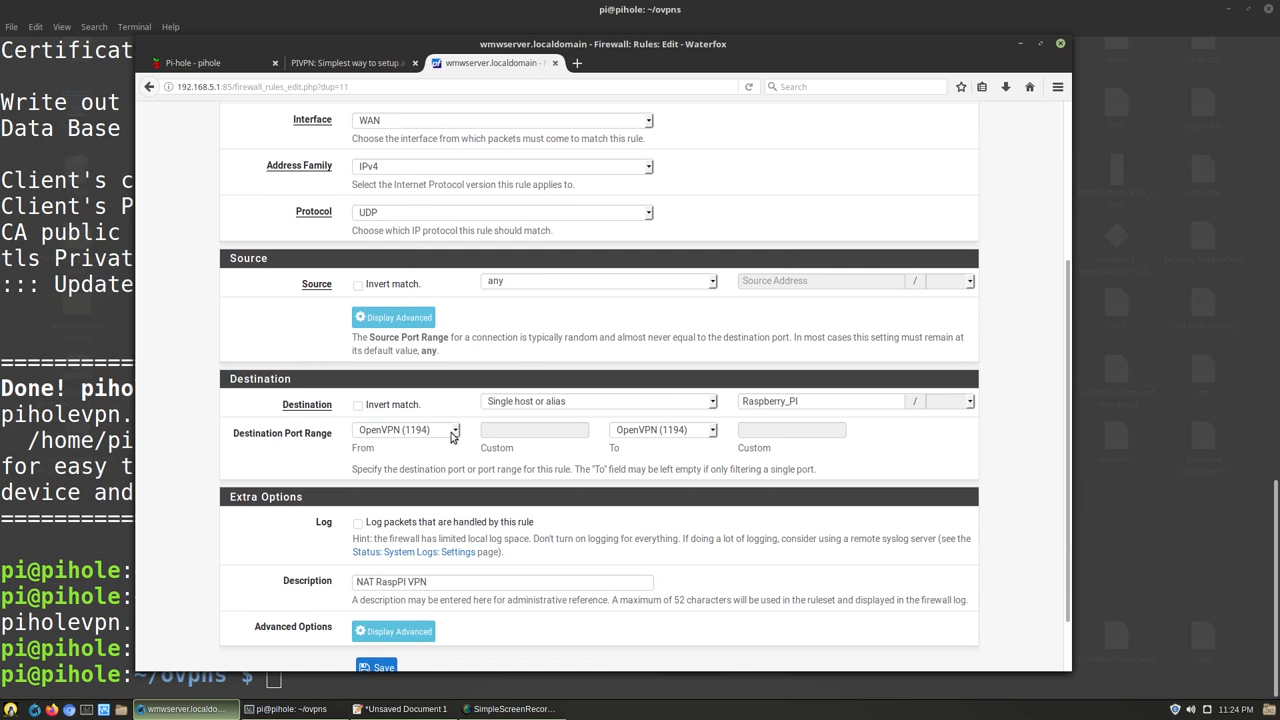 pi@pihole: ~/ovpns
File Edit View Search Terminal Help
Certificat
Write out
Data Base
Client's c
Client's P
CA public
tls Privat
::: Update
Done! piho
piholevpn.
/home/pi
for easy t
device and
pi@pihole:
pi@pihole:
piholevpn.
pi@pihole:
pi@pihole:~/ovpns $
wmwserver.localdomain - Firewall: Rules: Edit - Waterfox
Pi-hole - pihole
PIVPN: Simplest way to setup a
wmwserver.localdomain - F
192.168.5.1:85/firewall_rules_edit.php?dup=11
Search
Interface WAN
Choose the interface from which packets must come to match this rule.
Address Family IPv4
Select the Internet Protocol version this rule applies to.
Protocol UDP
Choose which IP protocol this rule should match.
Source
Source Invert match. any Source Address /
Display Advanced
The Source Port Range for a connection is typically random and almost never equal to the destination port. In most cases this setting must remain at
its default value, any.
Destination
Destination Invert match. Single host or alias Raspberry_PI /
Destination Port Range OpenVPN (1194) OpenVPN (1194)
From Custom To Custom
Specify the destination port or port range for this rule. The "To" field may be left empty if only filtering a single port.
Extra Options
Log Log packets that are handled by this rule
Hint: the firewall has limited local log space. Don't turn on logging for everything. If doing a lot of logging, consider using a remote syslog server (see the
Status: System Logs: Settings page).
Description NAT RaspPI VPN
A description may be entered here for administrative reference. A maximum of 52 characters will be used in the ruleset and displayed in the firewall log.
Advanced Options Display Advanced
Save
wmwserver.localdo...
pi@pihole: ~/ovpns
*Unsaved Document 1
SimpleScreenRecor...
11:24 PM